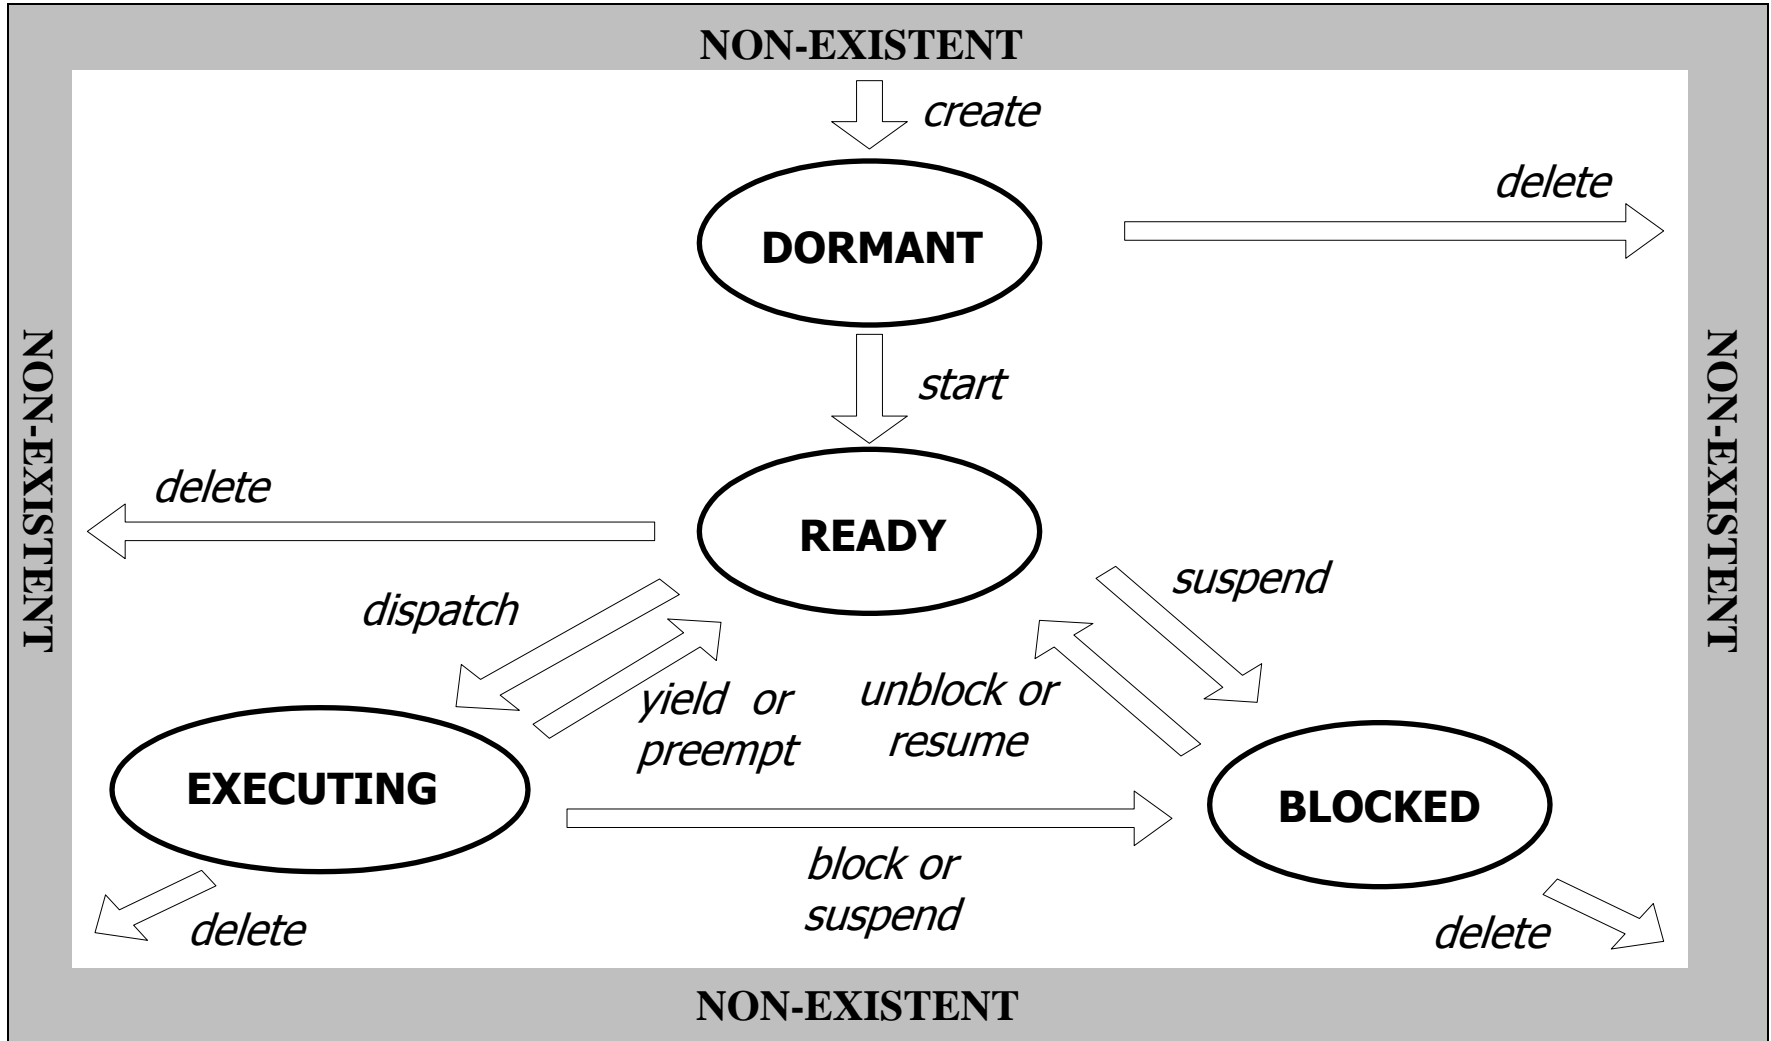 NON-EXISTENT
create
delete
DORMANT
NON-EXISTENT
NON-EXISTENT
start
delete
READY
suspend
dispatch
yield or
preempt
unblock or
resume
EXECUTING
BLOCKED
block or
suspend
delete
delete
NON-EXISTENT